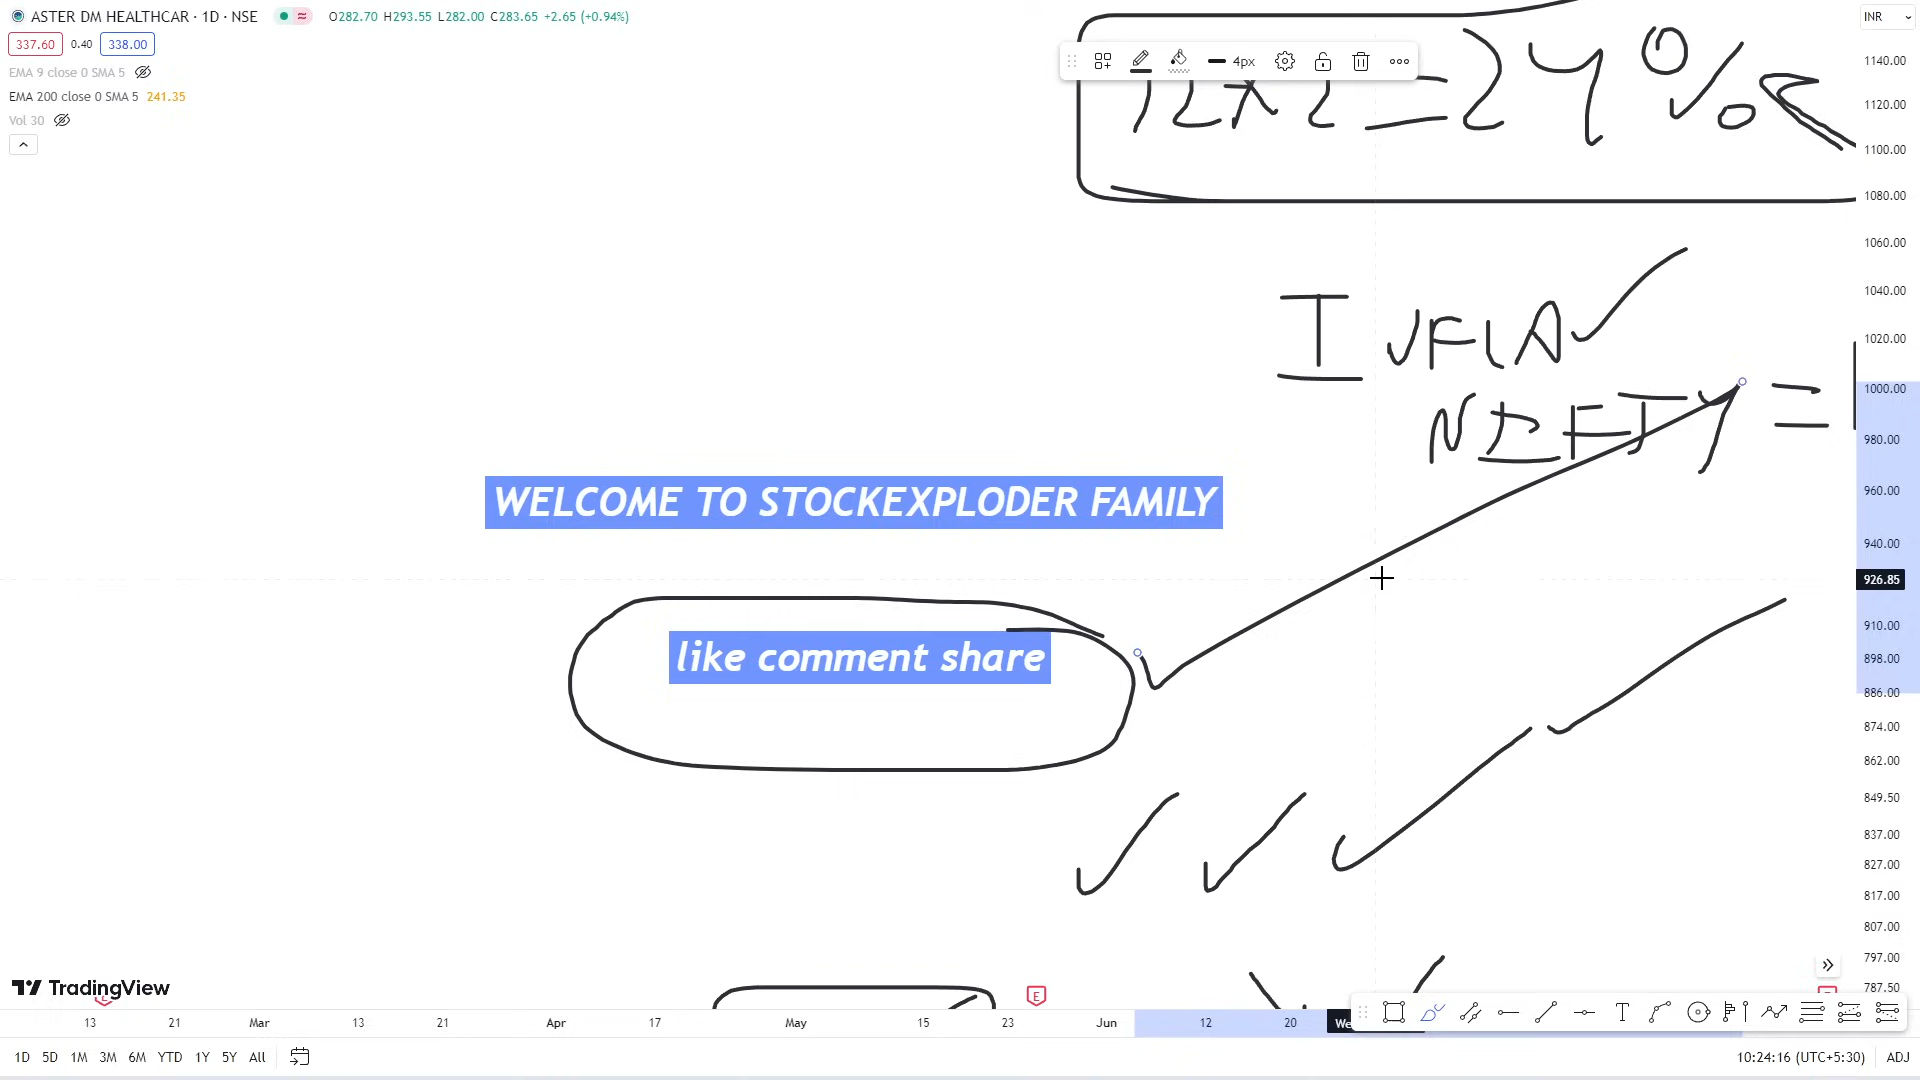 ASTER DM HEALTHCAR · 1D · NSE O282.70 H293.55 L282.00 C283.65 +2.65 (+0.94%)
INR
337.60 0.40 338.00
4px
EMA 9 close 0 SMA 5
EMA 200 close 0 SMA 5 241.35
Vol 30
12x2=24%
1140.00
1120.00
1100.00
1080.00
1060.00
1040.00
1020.00
1000.00
980.00
960.00
940.00
926.85
910.00
898.00
886.00
874.00
862.00
849.50
837.00
827.00
817.00
807.00
797.00
787.50
NIFTY =
WELCOME TO STOCKEXPLODER FAMILY
like comment share
TradingView
E
13 21 Mar 13 21 Apr 17 May 15 23 Jun 12 20 We
1D 5D 1M 3M 6M YTD 1Y 5Y All
10:24:16 (UTC+5:30) ADJ